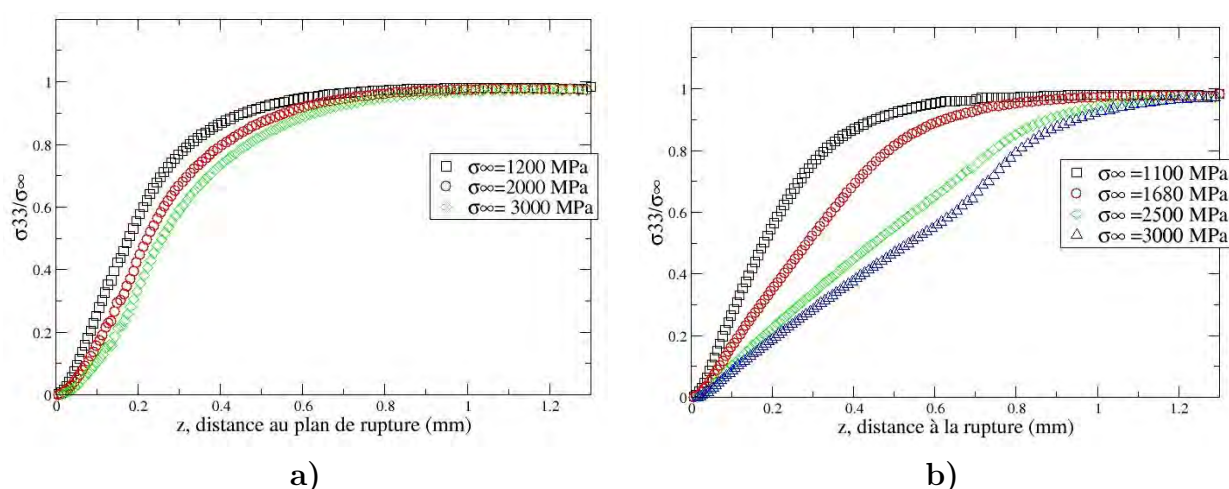 σ33/σ∞
1
0.8
0.6
0.4
0.2
0
0 0.2 0.4 0.6 0.8 1 1.2
z, distance au plan de rupture (mm)
σ∞=1200 MPa
σ∞=2000 MPa
σ∞= 3000 MPa
a)
σ33/σ∞
1
0.8
0.6
0.4
0.2
0
0 0.2 0.4 0.6 0.8 1 1.2
z, distance à la rupture (mm)
σ∞ =1100 MPa
σ∞ =1680 MPa
σ∞ =2500 MPa
σ∞ =3000 MPa
b)